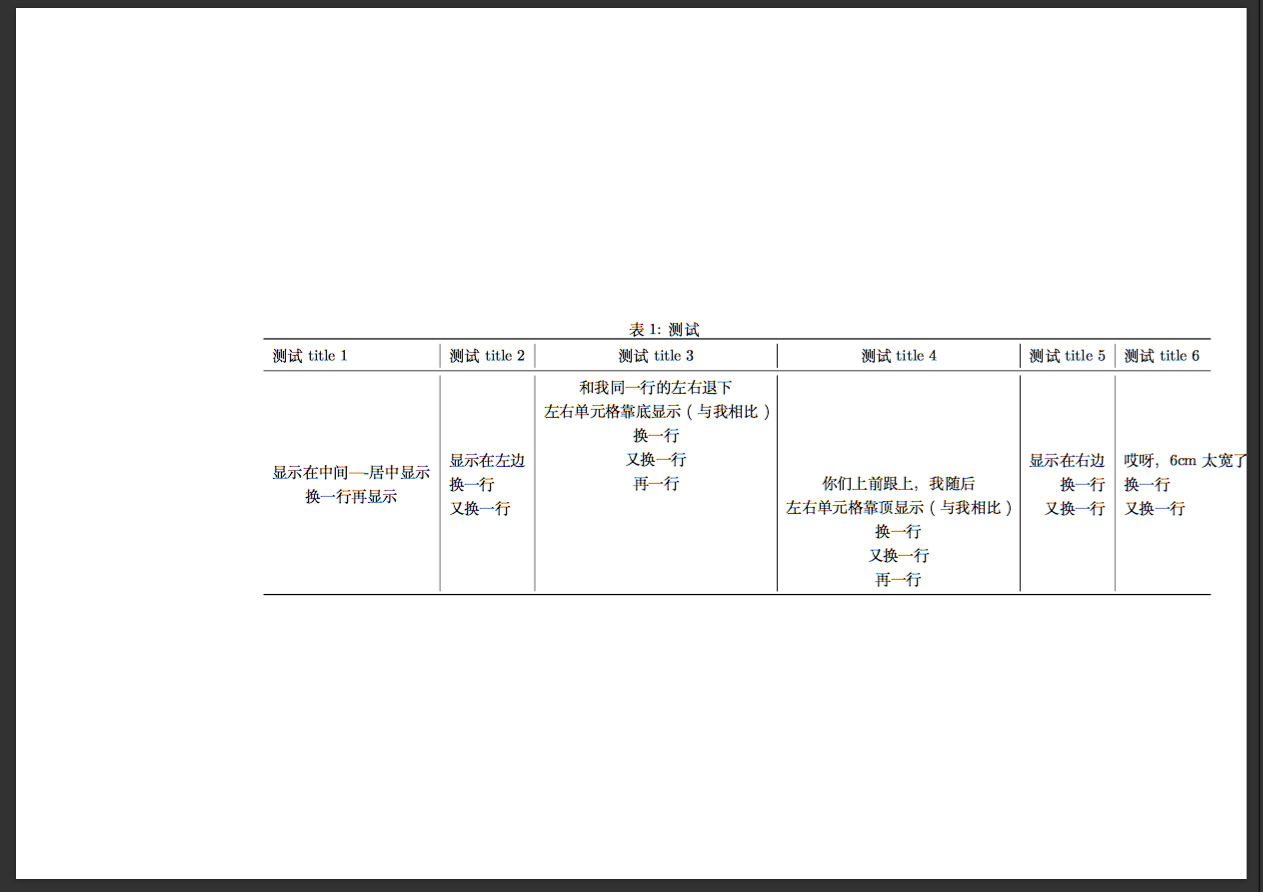 表 1: 测试
测试 title 1 测试 title 2 测试 title 3 测试 title 4 测试 title 5 测试 title 6
显示在中间—-居中显示
换一行再显示
显示在左边
换一行
又换一行
和我同一行的左右退下
左右单元格靠底显示（与我相比）
换一行
又换一行
再一行
你们上前跟上，我随后
左右单元格靠顶显示（与我相比）
换一行
又换一行
再一行
显示在右边
换一行
又换一行
哎呀，6cm 太宽了
换一行
又换一行